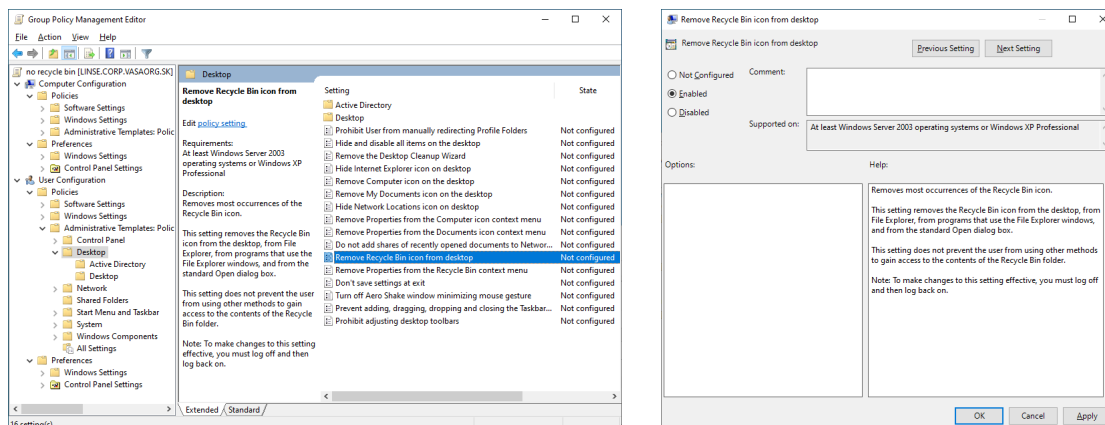 Group Policy Management Editor
File Action View Help
no recycle bin [LINSE.CORP.VASAORG.SK]
Computer Configuration
Policies
Software Settings
Windows Settings
Administrative Templates: Polic
Preferences
Windows Settings
Control Panel Settings
User Configuration
Policies
Software Settings
Windows Settings
Administrative Templates: Polic
Control Panel
Desktop
Active Directory
Desktop
Network
Shared Folders
Start Menu and Taskbar
System
Windows Components
All Settings
Preferences
Windows Settings
Control Panel Settings
Desktop
Remove Recycle Bin icon from
desktop
Edit policy setting.
Requirements:
At least Windows Server 2003
operating systems or Windows XP
Professional
Description:
Removes most occurrences of the
Recycle Bin icon.
This setting removes the Recycle Bin
icon from the desktop, from File
Explorer, from programs that use the
File Explorer windows, and from the
standard Open dialog box.
This setting does not prevent the user
from using other methods to gain
access to the contents of the Recycle
Bin folder.
Note: To make changes to this setting
effective, you must log off and then
log back on.
Setting State
Active Directory
Desktop
Prohibit User from manually redirecting Profile Folders Not configured
Hide and disable all items on the desktop Not configured
Remove the Desktop Cleanup Wizard Not configured
Hide Internet Explorer icon on desktop Not configured
Remove Computer icon on the desktop Not configured
Remove My Documents icon on the desktop Not configured
Hide Network Locations icon on desktop Not configured
Remove Properties from the Computer icon context menu Not configured
Remove Properties from the Documents icon context menu Not configured
Do not add shares of recently opened documents to Networ... Not configured
Remove Recycle Bin icon from desktop Not configured
Remove Properties from the Recycle Bin context menu Not configured
Don't save settings at exit Not configured
Turn off Aero Shake window minimizing mouse gesture Not configured
Prevent adding, dragging, dropping and closing the Taskbar... Not configured
Prohibit adjusting desktop toolbars Not configured
Extended Standard
16 setting(s)
Remove Recycle Bin icon from desktop
Remove Recycle Bin icon from desktop
Previous Setting Next Setting
Not Configured
Enabled
Disabled
Comment:
Supported on: At least Windows Server 2003 operating systems or Windows XP Professional
Options: Help:
Removes most occurrences of the Recycle Bin icon.
This setting removes the Recycle Bin icon from the desktop, from
File Explorer, from programs that use the File Explorer windows,
and from the standard Open dialog box.
This setting does not prevent the user from using other methods
to gain access to the contents of the Recycle Bin folder.
Note: To make changes to this setting effective, you must log off
and then log back on.
OK Cancel Apply